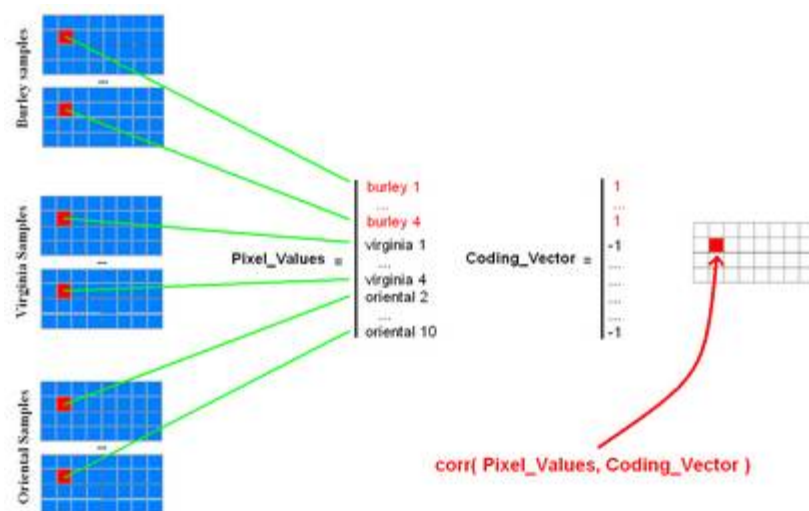 Burley samples
...
Virginia Samples
...
Oriental Samples
...
Pixel_Values =
burley 1
...
burley 4
virginia 1
...
virginia 4
oriental 2
...
oriental 10
Coding_Vector =
1
...
1
-1
...
...
...
...
-1
corr( Pixel_Values, Coding_Vector )